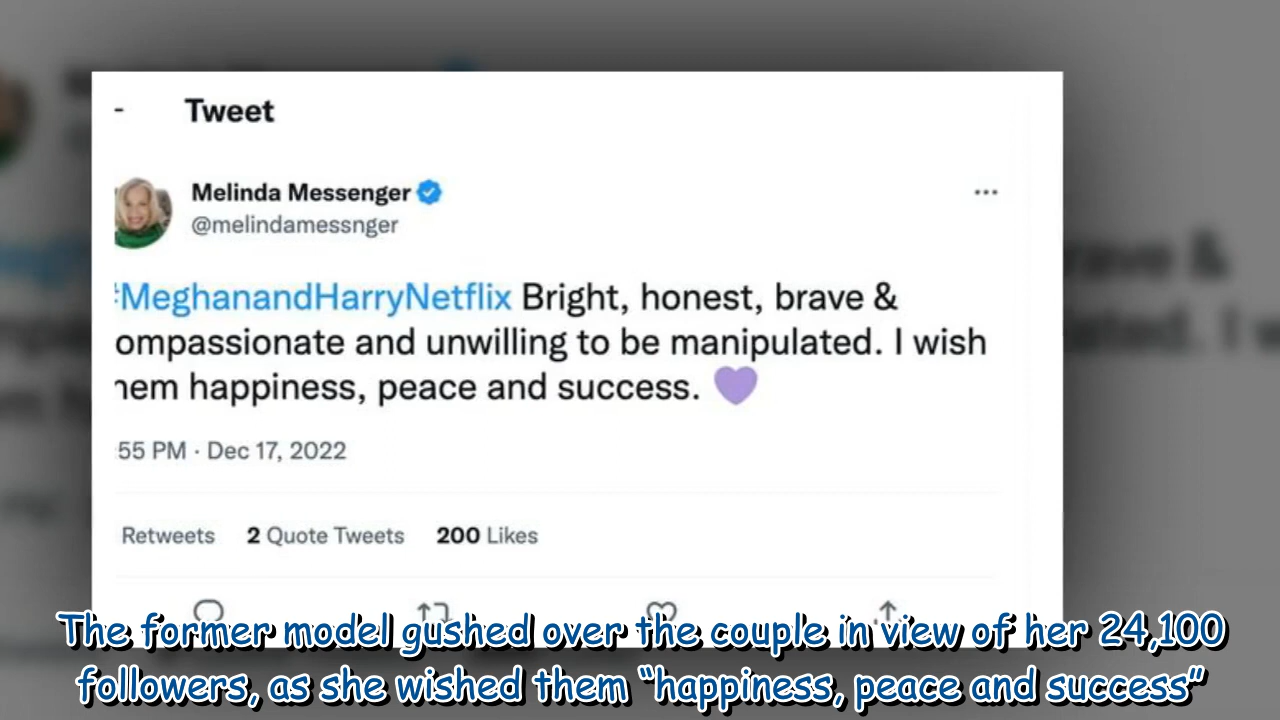 Tweet
Melinda Messenger
@melindamessnger
#MeghanandHarryNetflix Bright, honest, brave &
ompassionate and unwilling to be manipulated. I wish
hem happiness, peace and success. 💜
:55 PM · Dec 17, 2022
Retweets 2 Quote Tweets 200 Likes
The former model gushed over the couple in view of her 24,100
followers, as she wished them “happiness, peace and success”